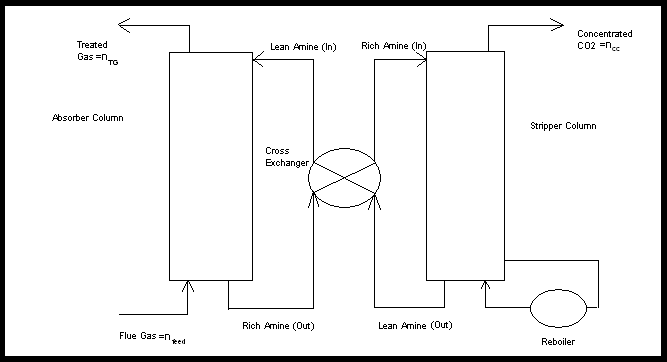 Treated
Gas =nTG
Lean Amine (In)
Rich Amine (In)
Concentrated
CO2 =ncc
Absorber Column
Stripper Column
Cross
Exchanger
Flue Gas =nfeed
Rich Amine (Out)
Lean Amine (Out)
Reboiler